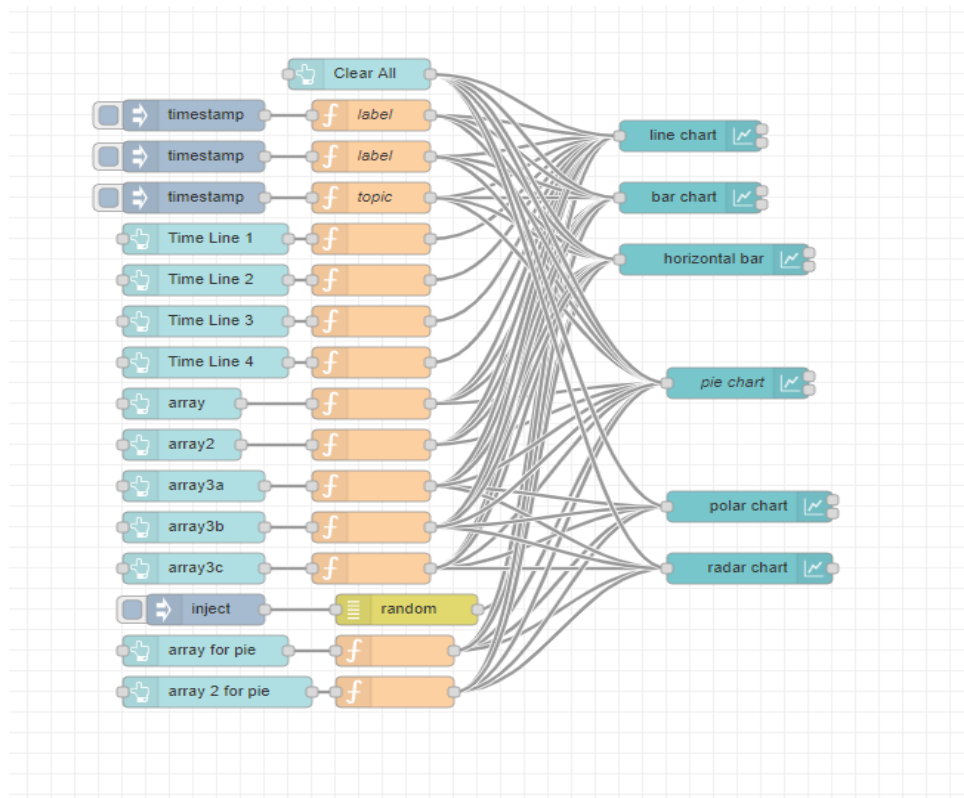 Clear All
timestamp
label
line chart
timestamp
label
timestamp
topic
bar chart
Time Line 1
horizontal bar
Time Line 2
Time Line 3
Time Line 4
pie chart
array
array2
array3a
polar chart
array3b
array3c
radar chart
inject
random
array for pie
array 2 for pie